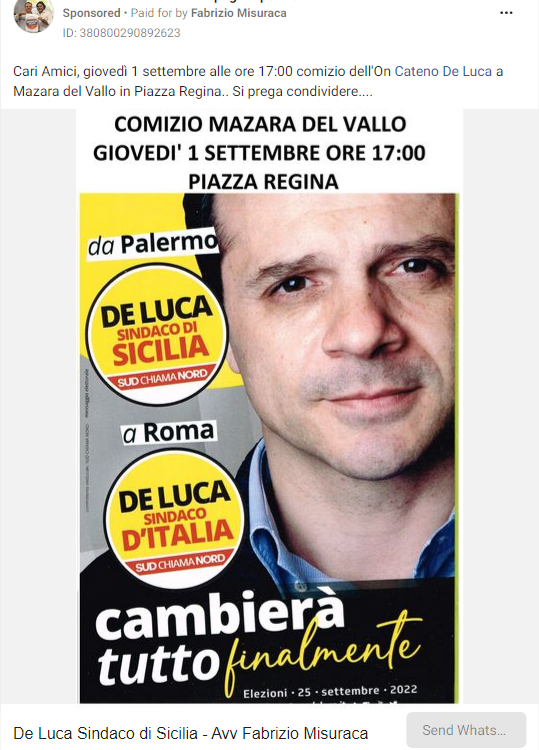 Sponsored • Paid for by Fabrizio Misuraca
ID: 380800290892623
Cari Amici, giovedì 1 settembre alle ore 17:00 comizio dell'On Cateno De Luca a
Mazara del Vallo in Piazza Regina.. Si prega condividere....
COMIZIO MAZARA DEL VALLO
GIOVEDI' 1 SETTEMBRE ORE 17:00
PIAZZA REGINA
da Palermo
DE LUCA
SINDACO DI
SICILIA
SUD CHIAMA NORD
a Roma
DE LUCA
SINDACO
D'ITALIA
SUD CHIAMA NORD
cambierà
tutto finalmente
Elezioni • 25 • settembre • 2022
De Luca Sindaco di Sicilia - Avv Fabrizio Misuraca
Send Whats...